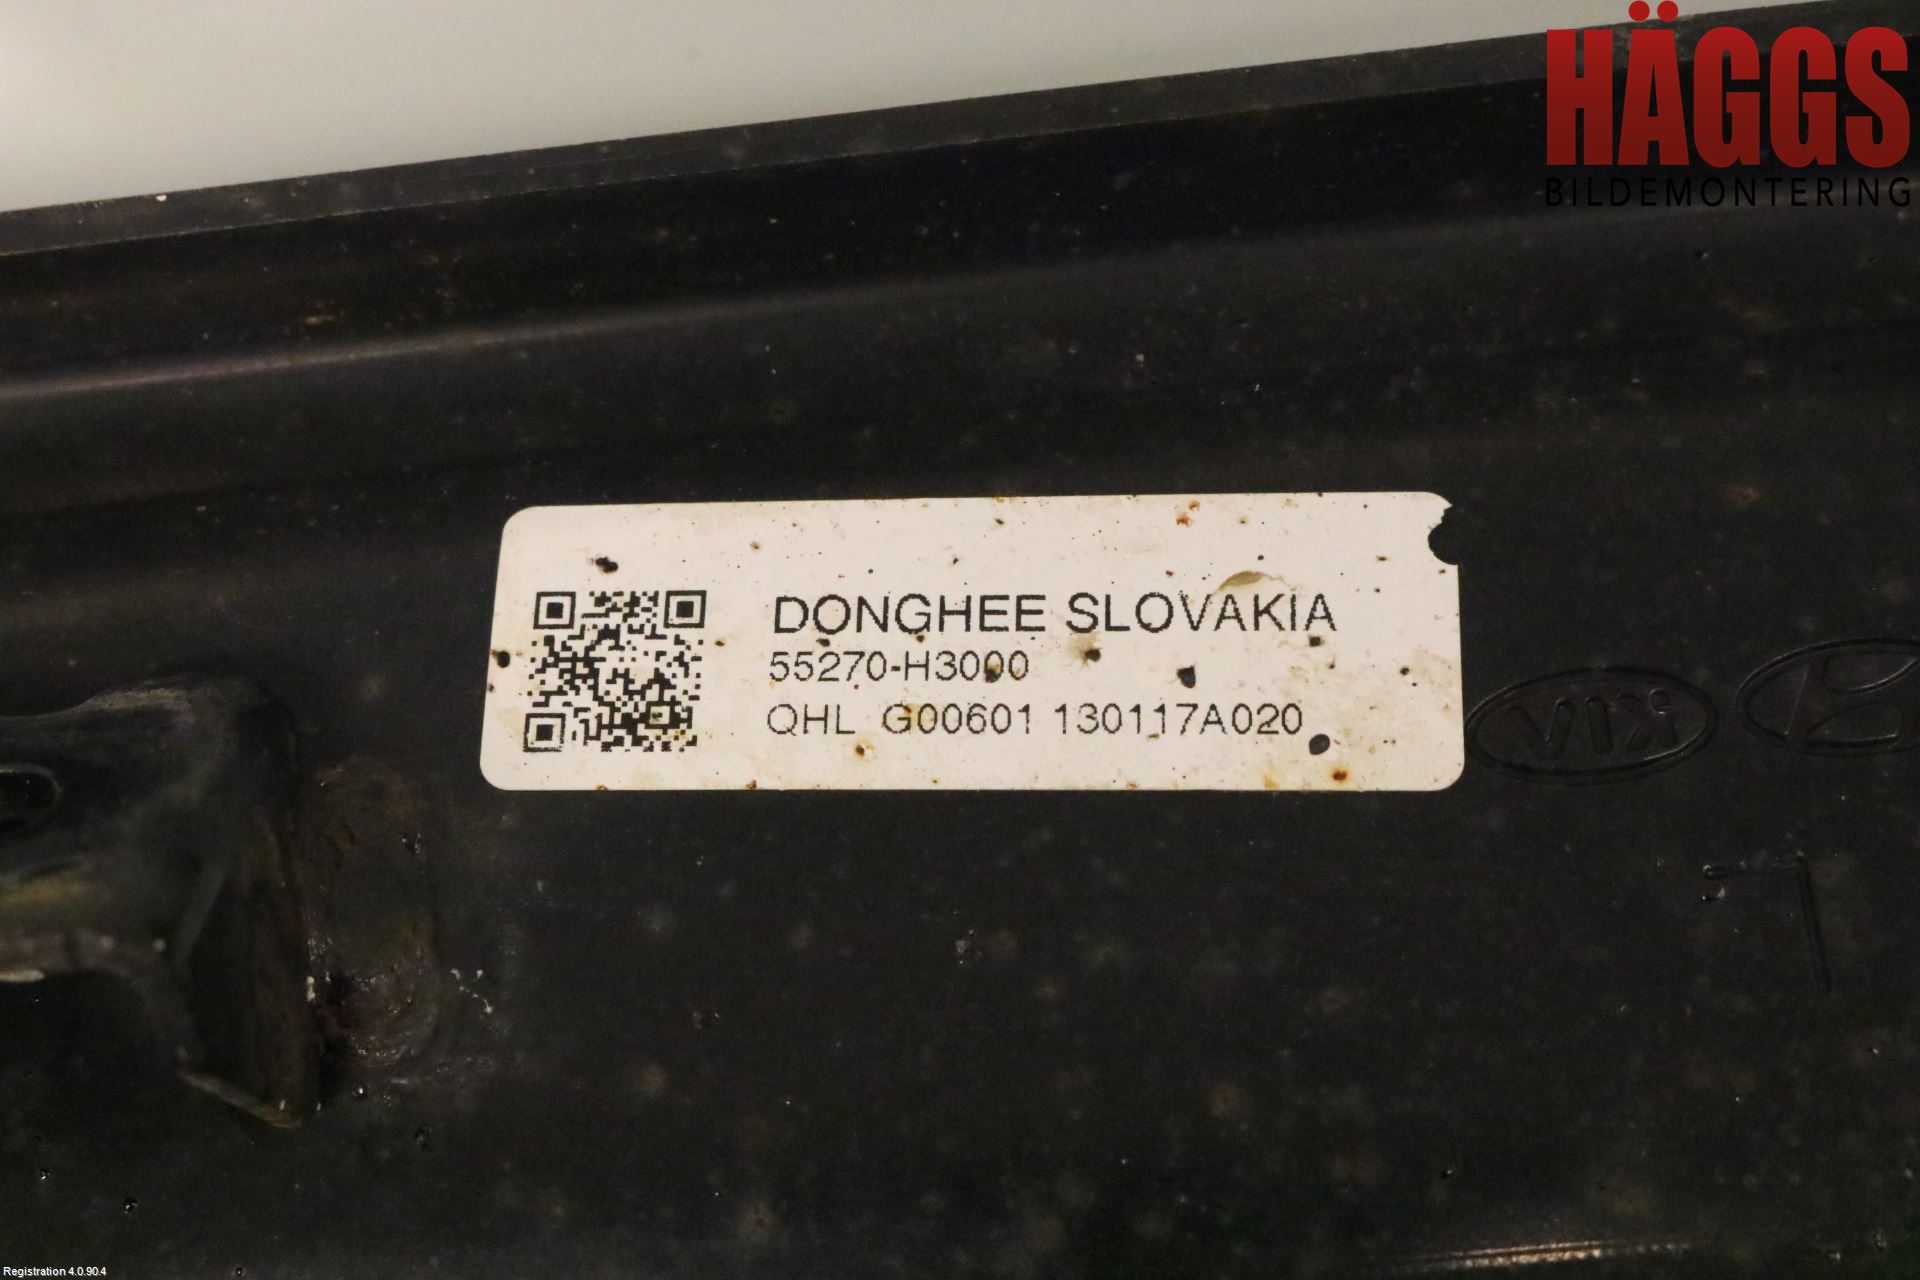 HÄGGS
BILDEMONTERING
DONGHEE SLOVAKIA
55270-H3000
QHL G00601 130117A020
KIA
L
Registration 4.0.90.4